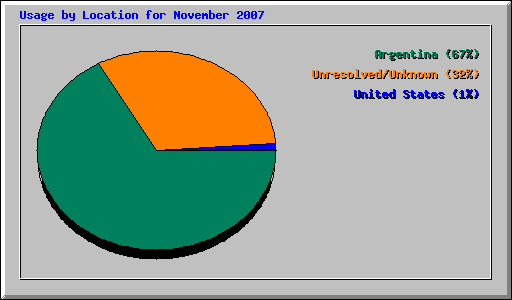 Usage by Location for November 2007
Argentina (67%)
Unresolved/Unknown (32%)
United States (1%)